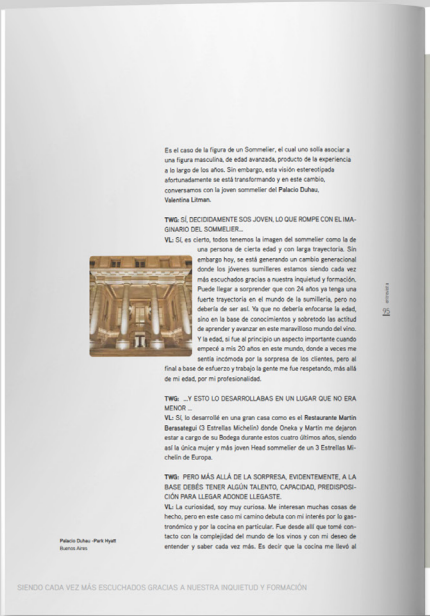 Es el caso de la figura de un Sommelier, el cual uno solía asociar a
una figura masculina, de edad avanzada, producto de la experiencia
a lo largo de los años. Sin embargo, esta visión estereotipada
afortunadamente se está transformando y en este cambio,
conversamos con la joven sommelier del Palacio Duhau,
Valentina Litman.
TWG: SÍ, DECIDIDAMENTE SOS JOVEN, LO QUE ROMPE CON EL IMA-
GINARIO DEL SOMMELIER...
VL: Sí, es cierto, todos tenemos la imagen del sommelier como la de
una persona de cierta edad y con larga trayectoria. Sin
embargo hoy, se está generando un cambio generacional
donde los jóvenes sumilleres estamos siendo cada vez
más escuchados gracias a nuestra inquietud y formación.
Puede llegar a sorprender que con 24 años ya tenga una
fuerte trayectoria en el mundo de la sumillería, pero no
debería de ser así. Ya que no debería enfocarse la edad,
sino en la base de conocimientos y sobretodo las actitud
de aprender y avanzar en este maravilloso mundo del vino.
Y la edad, sí fue al principio un aspecto importante cuando
empecé a mis 20 años en este mundo, donde a veces me
sentía incómoda por la sorpresa de los clientes, pero al
final a base de esfuerzo y trabajo la gente me fue respetando, más allá
de mi edad, por mi profesionalidad.
TWG: ...Y ESTO LO DESARROLLABAS EN UN LUGAR QUE NO ERA
MENOR ...
VL: Sí, lo desarrollé en una gran casa como es el Restaurante Martín
Berasategui (3 Estrellas Michelin) donde Oneka y Martín me dejaron
estar a cargo de su Bodega durante estos cuatro últimos años, siendo
así la única mujer y más joven Head sommelier de un 3 Estrellas Mi-
chelin de Europa.
TWG: PERO MÁS ALLÁ DE LA SORPRESA, EVIDENTEMENTE, A LA
BASE DEBÉS TENER ALGÚN TALENTO, CAPACIDAD, PREDISPOSI-
CIÓN PARA LLEGAR ADONDE LLEGASTE.
VL: La curiosidad, soy muy curiosa. Me interesan muchas cosas de
hecho, pero en este caso mi camino debuta con mi interés por lo gas-
tronómico y por la cocina en particular. Fue desde allí que tomé con-
tacto con la complejidad del mundo de los vinos y con mi deseo de
entender y saber cada vez más. Es decir que la cocina me llevó al
Palacio Duhau -Park Hyatt
Buenos Aires
SIENDO CADA VEZ MÁS ESCUCHADOS GRACIAS A NUESTRA INQUIETUD Y FORMACIÓN